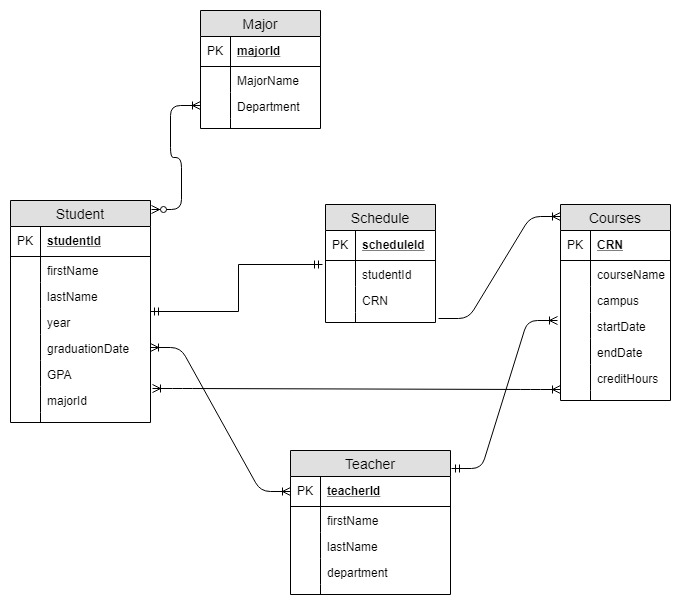 Major
PK majorId
MajorName
Department
Student
PK studentId
firstName
lastName
year
graduationDate
GPA
majorId
Schedule
PK scheduleId
studentId
CRN
Courses
PK CRN
courseName
campus
startDate
endDate
creditHours
Teacher
PK teacherId
firstName
lastName
department